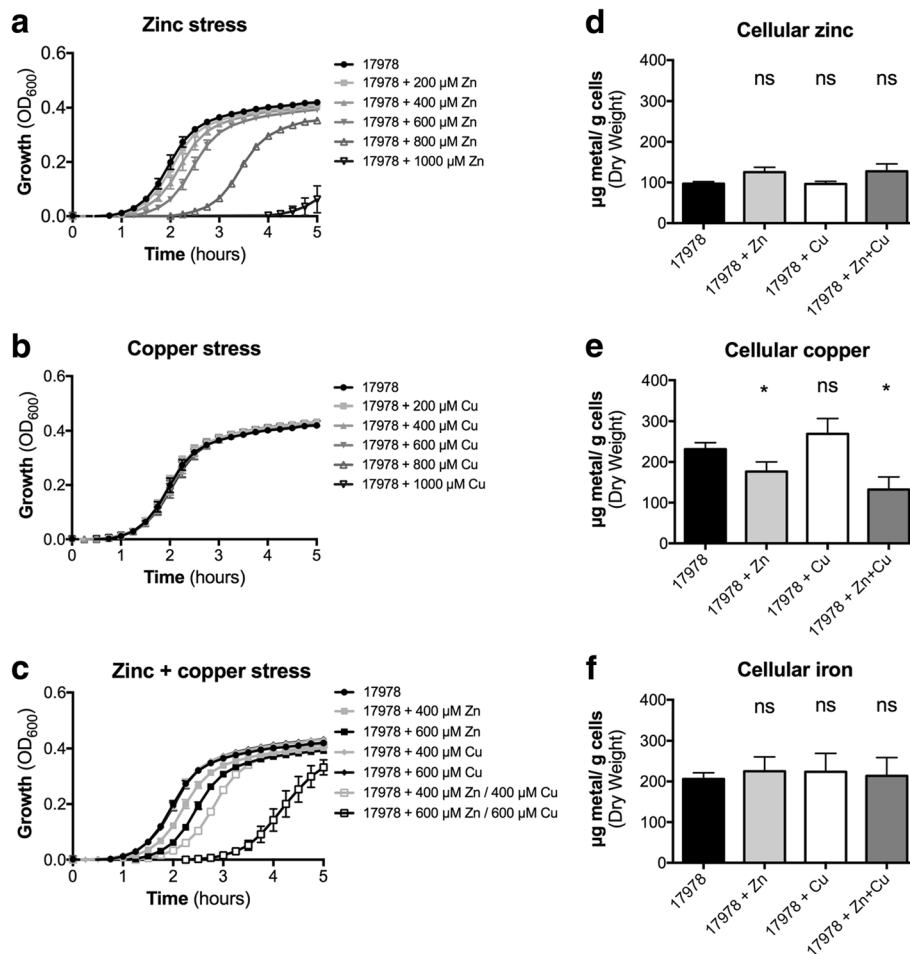 a
Zinc stress
Growth (OD600)
0.6
0.4
0.2
0.0
0 1 2 3 4 5
Time (hours)
17978
17978 + 200 µM Zn
17978 + 400 µM Zn
17978 + 600 µM Zn
17978 + 800 µM Zn
17978 + 1000 µM Zn
b
Copper stress
Growth (OD600)
0.6
0.4
0.2
0.0
0 1 2 3 4 5
Time (hours)
17978
17978 + 200 µM Cu
17978 + 400 µM Cu
17978 + 600 µM Cu
17978 + 800 µM Cu
17978 + 1000 µM Cu
c
Zinc + copper stress
Growth (OD600)
0.6
0.4
0.2
0.0
0 1 2 3 4 5
Time (hours)
17978
17978 + 400 µM Zn
17978 + 600 µM Zn
17978 + 400 µM Cu
17978 + 600 µM Cu
17978 + 400 µM Zn / 400 µM Cu
17978 + 600 µM Zn / 600 µM Cu
d
Cellular zinc
µg metal/ g cells
(Dry Weight)
400
300
200
100
0
ns ns ns
17978
17978 + Zn
17978 + Cu
17978 + Zn+Cu
e
Cellular copper
µg metal/ g cells
(Dry Weight)
400
300
200
100
0
* ns *
17978
17978 + Zn
17978 + Cu
17978 + Zn+Cu
f
Cellular iron
µg metal/ g cells
(Dry Weight)
400
300
200
100
0
ns ns ns
17978
17978 + Zn
17978 + Cu
17978 + Zn+Cu